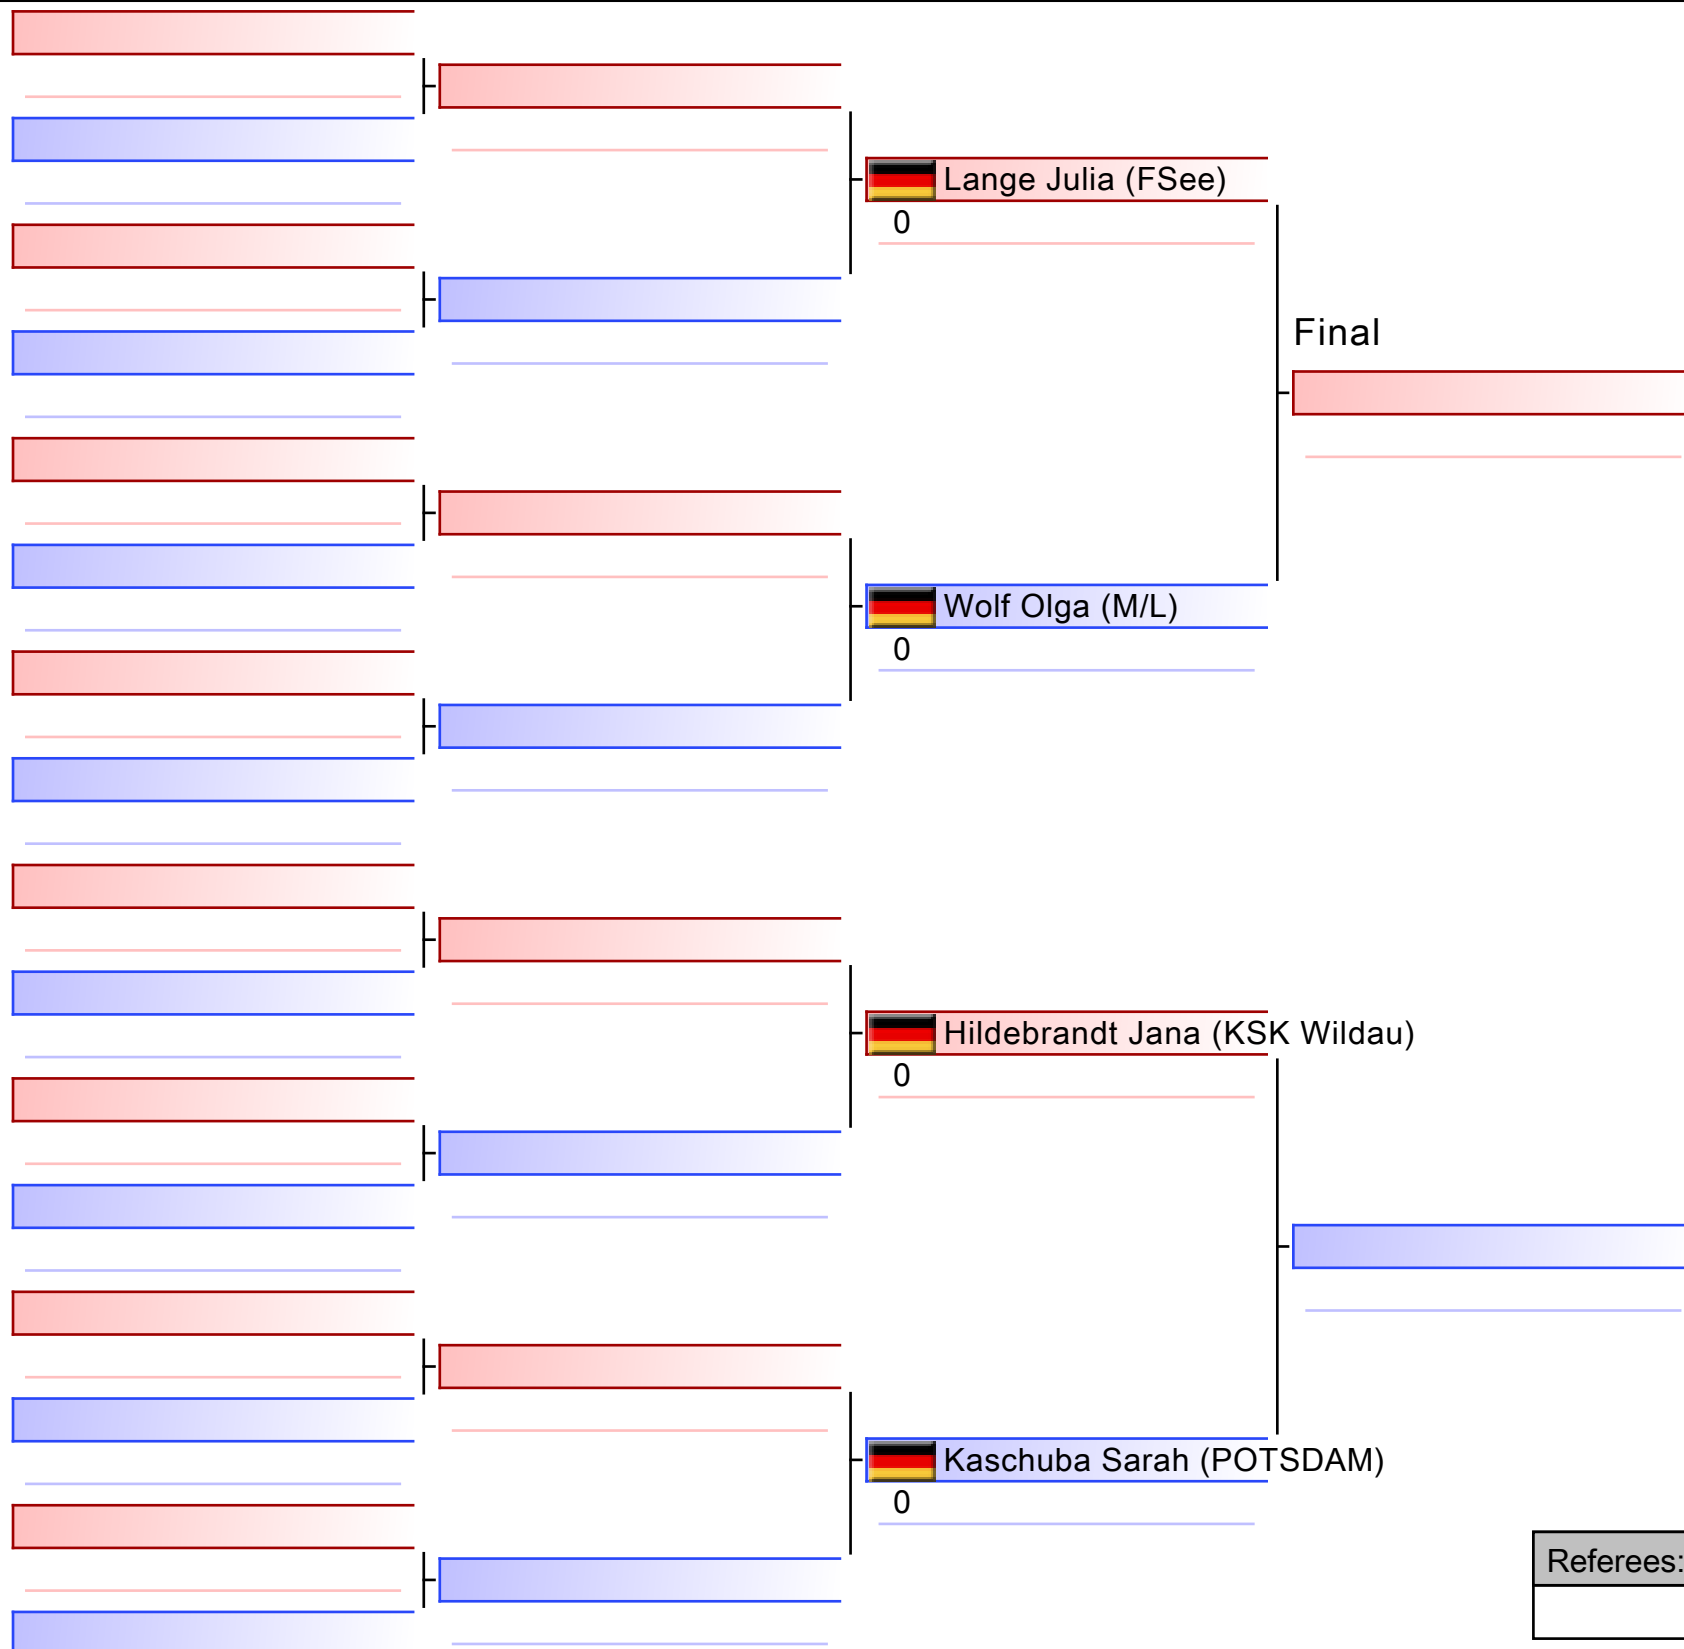 Lange Julia (FSee)
0
Final
Wolf Olga (M/L)
0
Hildebrandt Jana (KSK Wildau)
0
Kaschuba Sarah (POTSDAM)
0
Referees: